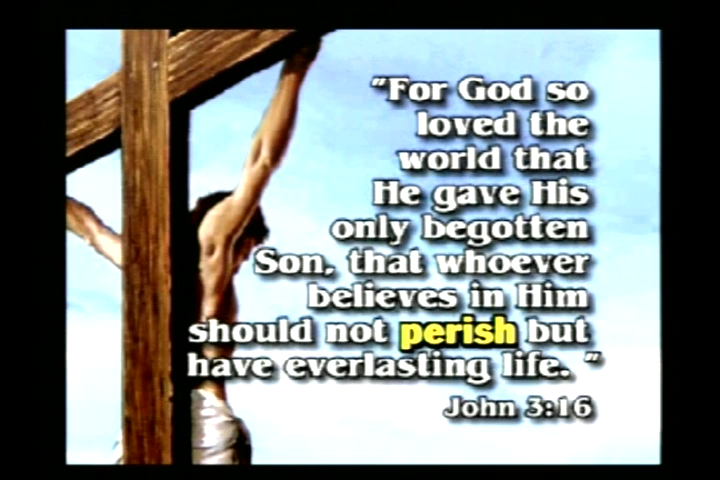 "For God so
loved the
world that
He gave His
only begotten
Son, that whoever
believes in Him
should not perish but
have everlasting life. "
John 3:16